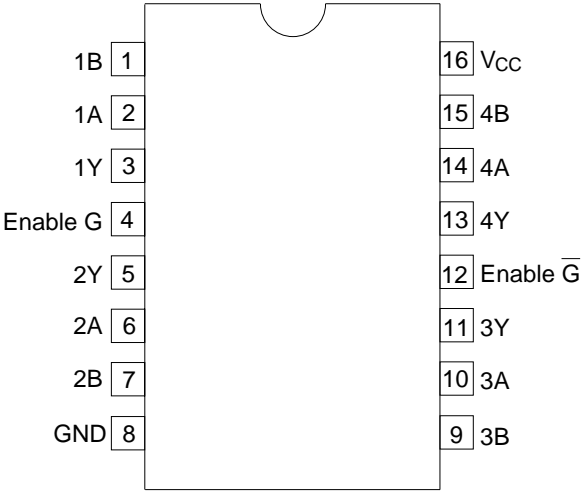 1B 1 16 VCC
1A 2 15 4B
1Y 3 14 4A
Enable G 4 13 4Y
2Y 5 12 Enable G̅
2A 6 11 3Y
2B 7 10 3A
GND 8 9 3B